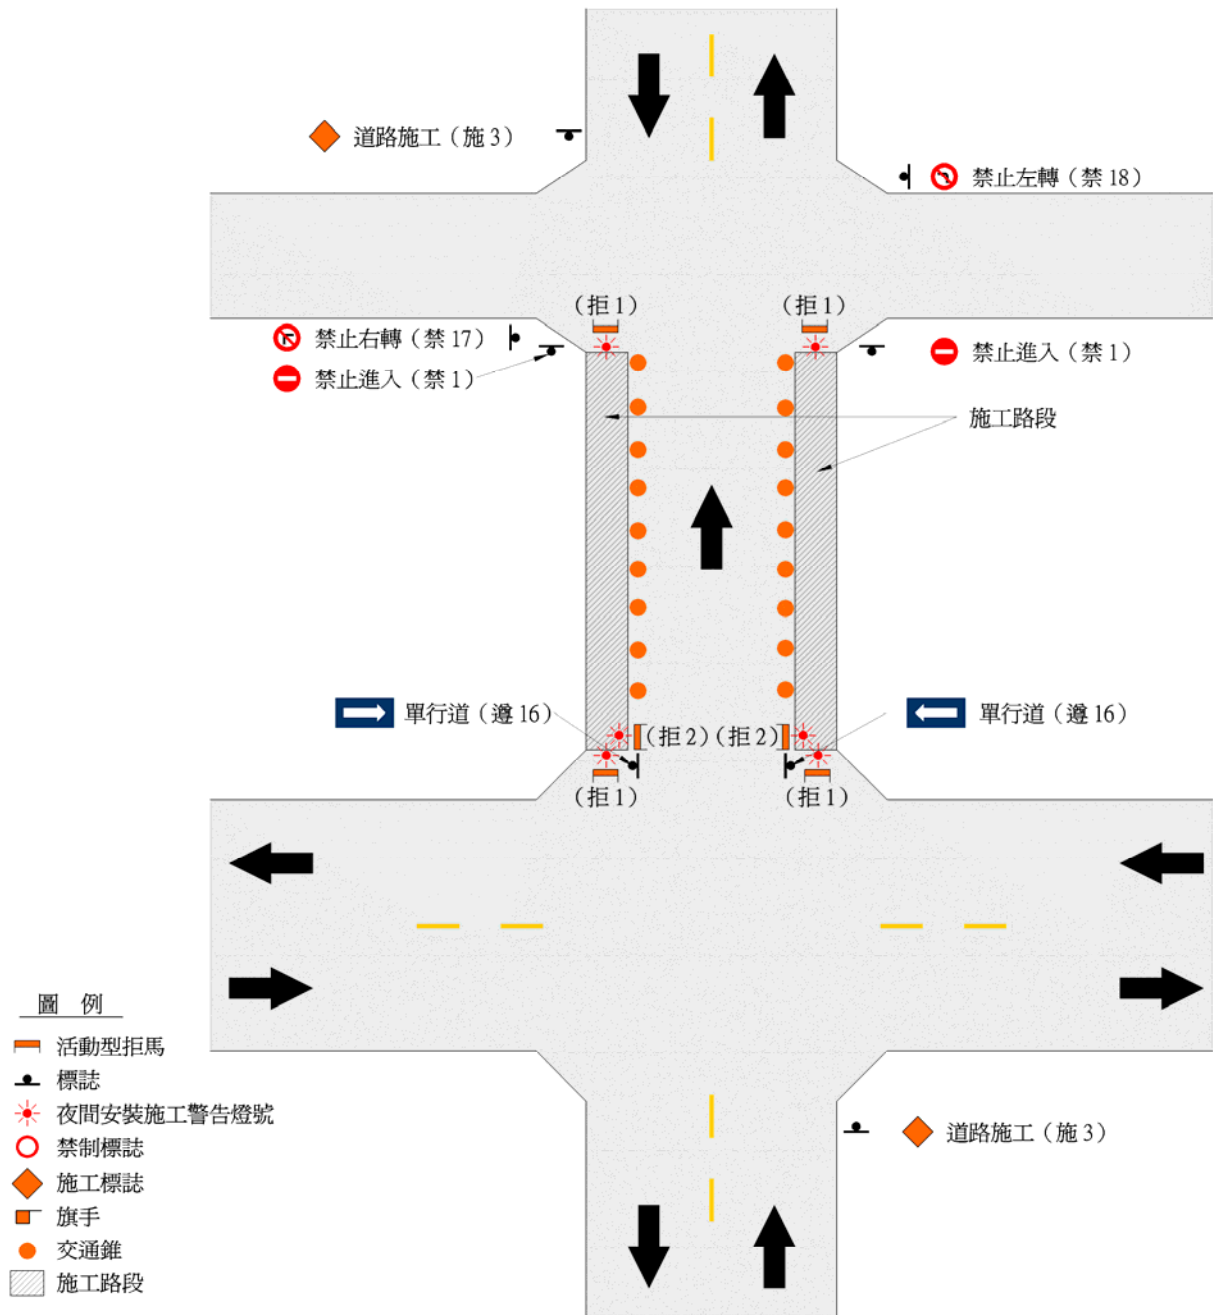 道路施工（施 3）
禁止左轉（禁 18）
（拒 1）
（拒 1）
禁止右轉（禁 17）
禁止進入（禁 1）
禁止進入（禁 1）
施工路段
單行道（遵 16）
單行道（遵 16）
（拒 2）（拒 2）
（拒 1）
（拒 1）
圖 例
活動型拒馬
標誌
夜間安裝施工警告燈號
禁制標誌
施工標誌
旗手
交通錐
施工路段
道路施工（施 3）